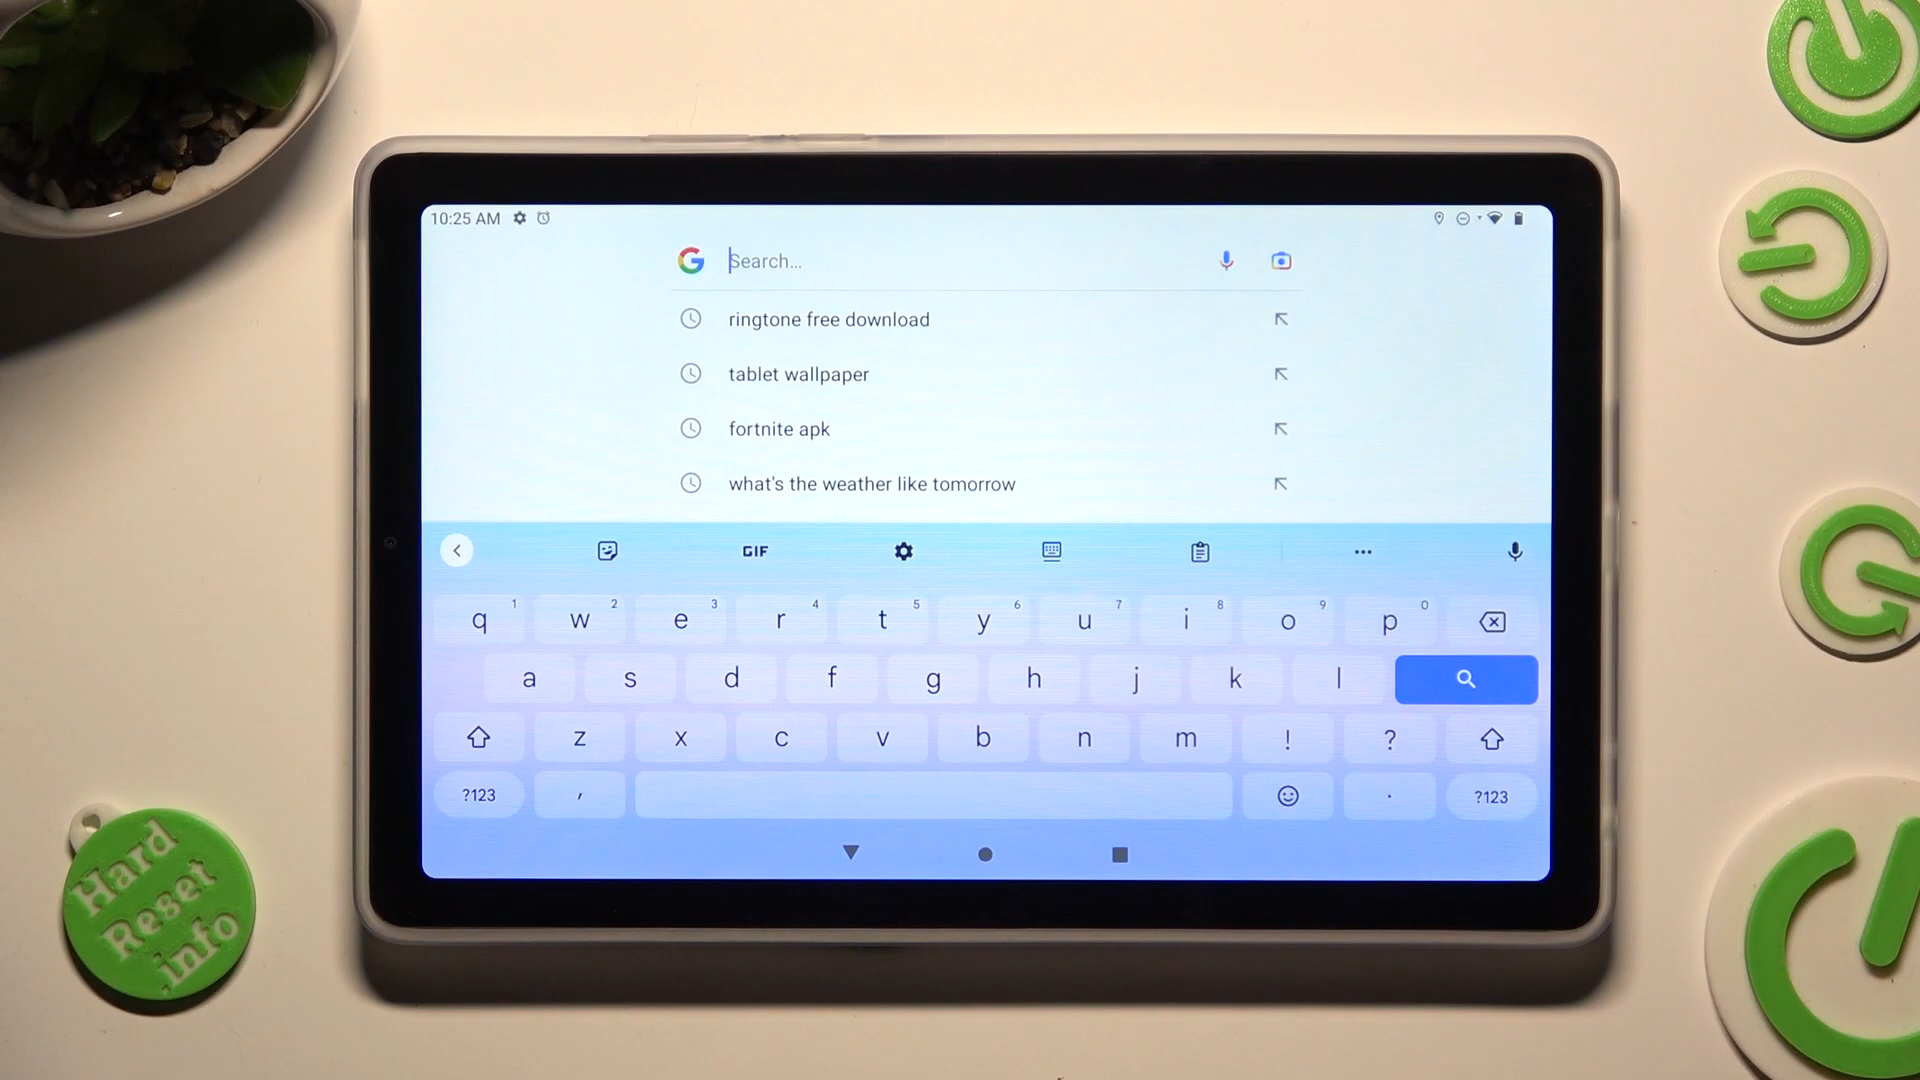 10:25 AM
Search...
ringtone free download
tablet wallpaper
fortnite apk
what's the weather like tomorrow
GIF
1 2 3 4 5 6 7 8 9 0
q w e r t y u i o p
a s d f g h j k l
z x c v b n m ! ?
?123 , . ?123
Hard
Reset
.info